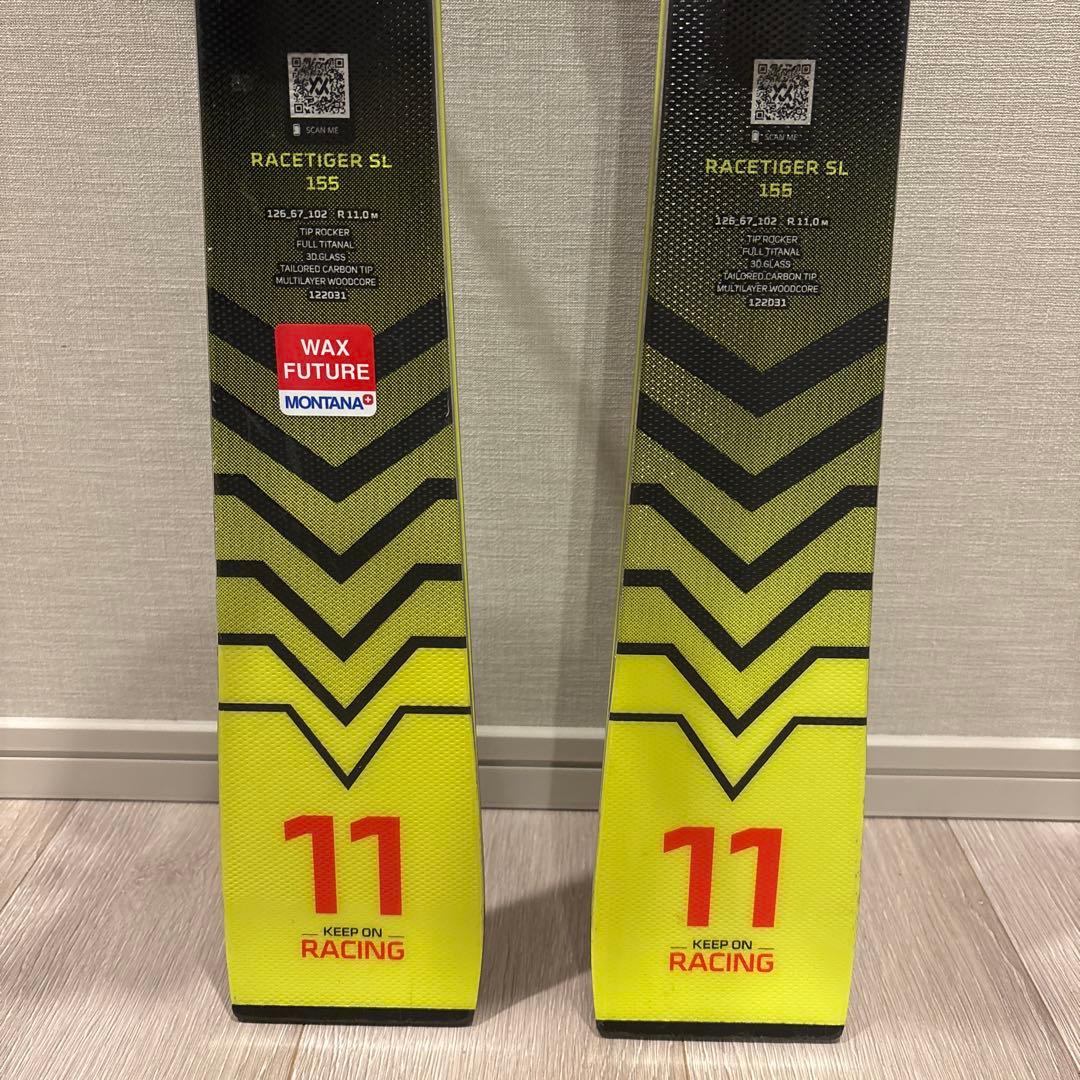 SCAN ME
RACETIGER SL
155
126_67_102 R 11,0 M
TIP ROCKER
FULL TITANAL
3D.GLASS
TAILORED CARBON TIP
MULTILAYER WOODCORE
122031
WAX
FUTURE
MONTANA
11
KEEP ON
RACING
SCAN ME
RACETIGER SL
155
126_67_102 R 11,0 M
TIP ROCKER
FULL TITANAL
3D.GLASS
TAILORED CARBON TIP
MULTILAYER WOODCORE
122031
11
KEEP ON
RACING